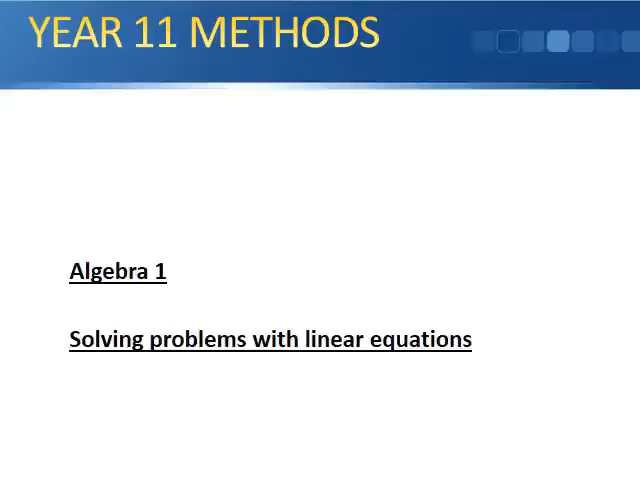 YEAR 11 METHODS
Algebra 1
Solving problems with linear equations